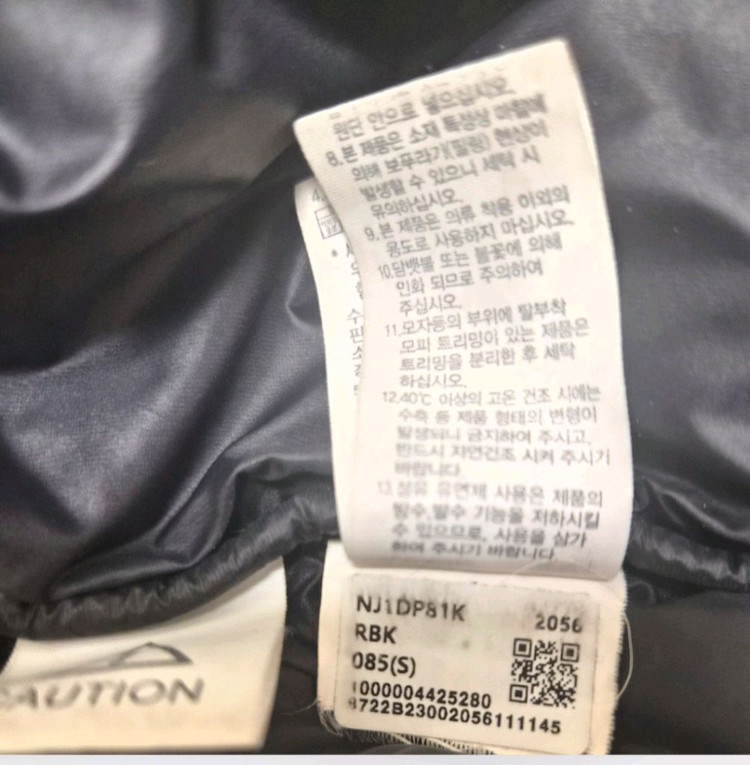 원단 안으로 넣으십시오.
8.본 제품은 소재 특성상 마찰에
의해 보푸라기(필링) 현상이
발생할 수 있으니 세탁 시
유의하십시오.
9.본 제품은 의류 착용 이외의
용도로 사용하지 마십시오.
10.담뱃불 또는 불꽃에 의해
인화 되므로 주의하여
주십시오.
11.모자등의 부위에 탈부착
모피 트리밍이 있는 제품은
트리밍을 분리한 후 세탁
하십시오.
12.40℃ 이상의 고온 건조 시에는
수축 등 제품 형태의 변형이
발생되니 금지하여 주시고,
반드시 자연건조 시켜 주시기
바랍니다.
13.섬유 유연제 사용은 제품의
방수,발수 기능을 저하시킬
수 있으므로, 사용을 삼가
하여 주시기 바랍니다
NJ1DP81K 2056
RBK
085(S)
1000004425280
8722B23002056111145
CAUTION